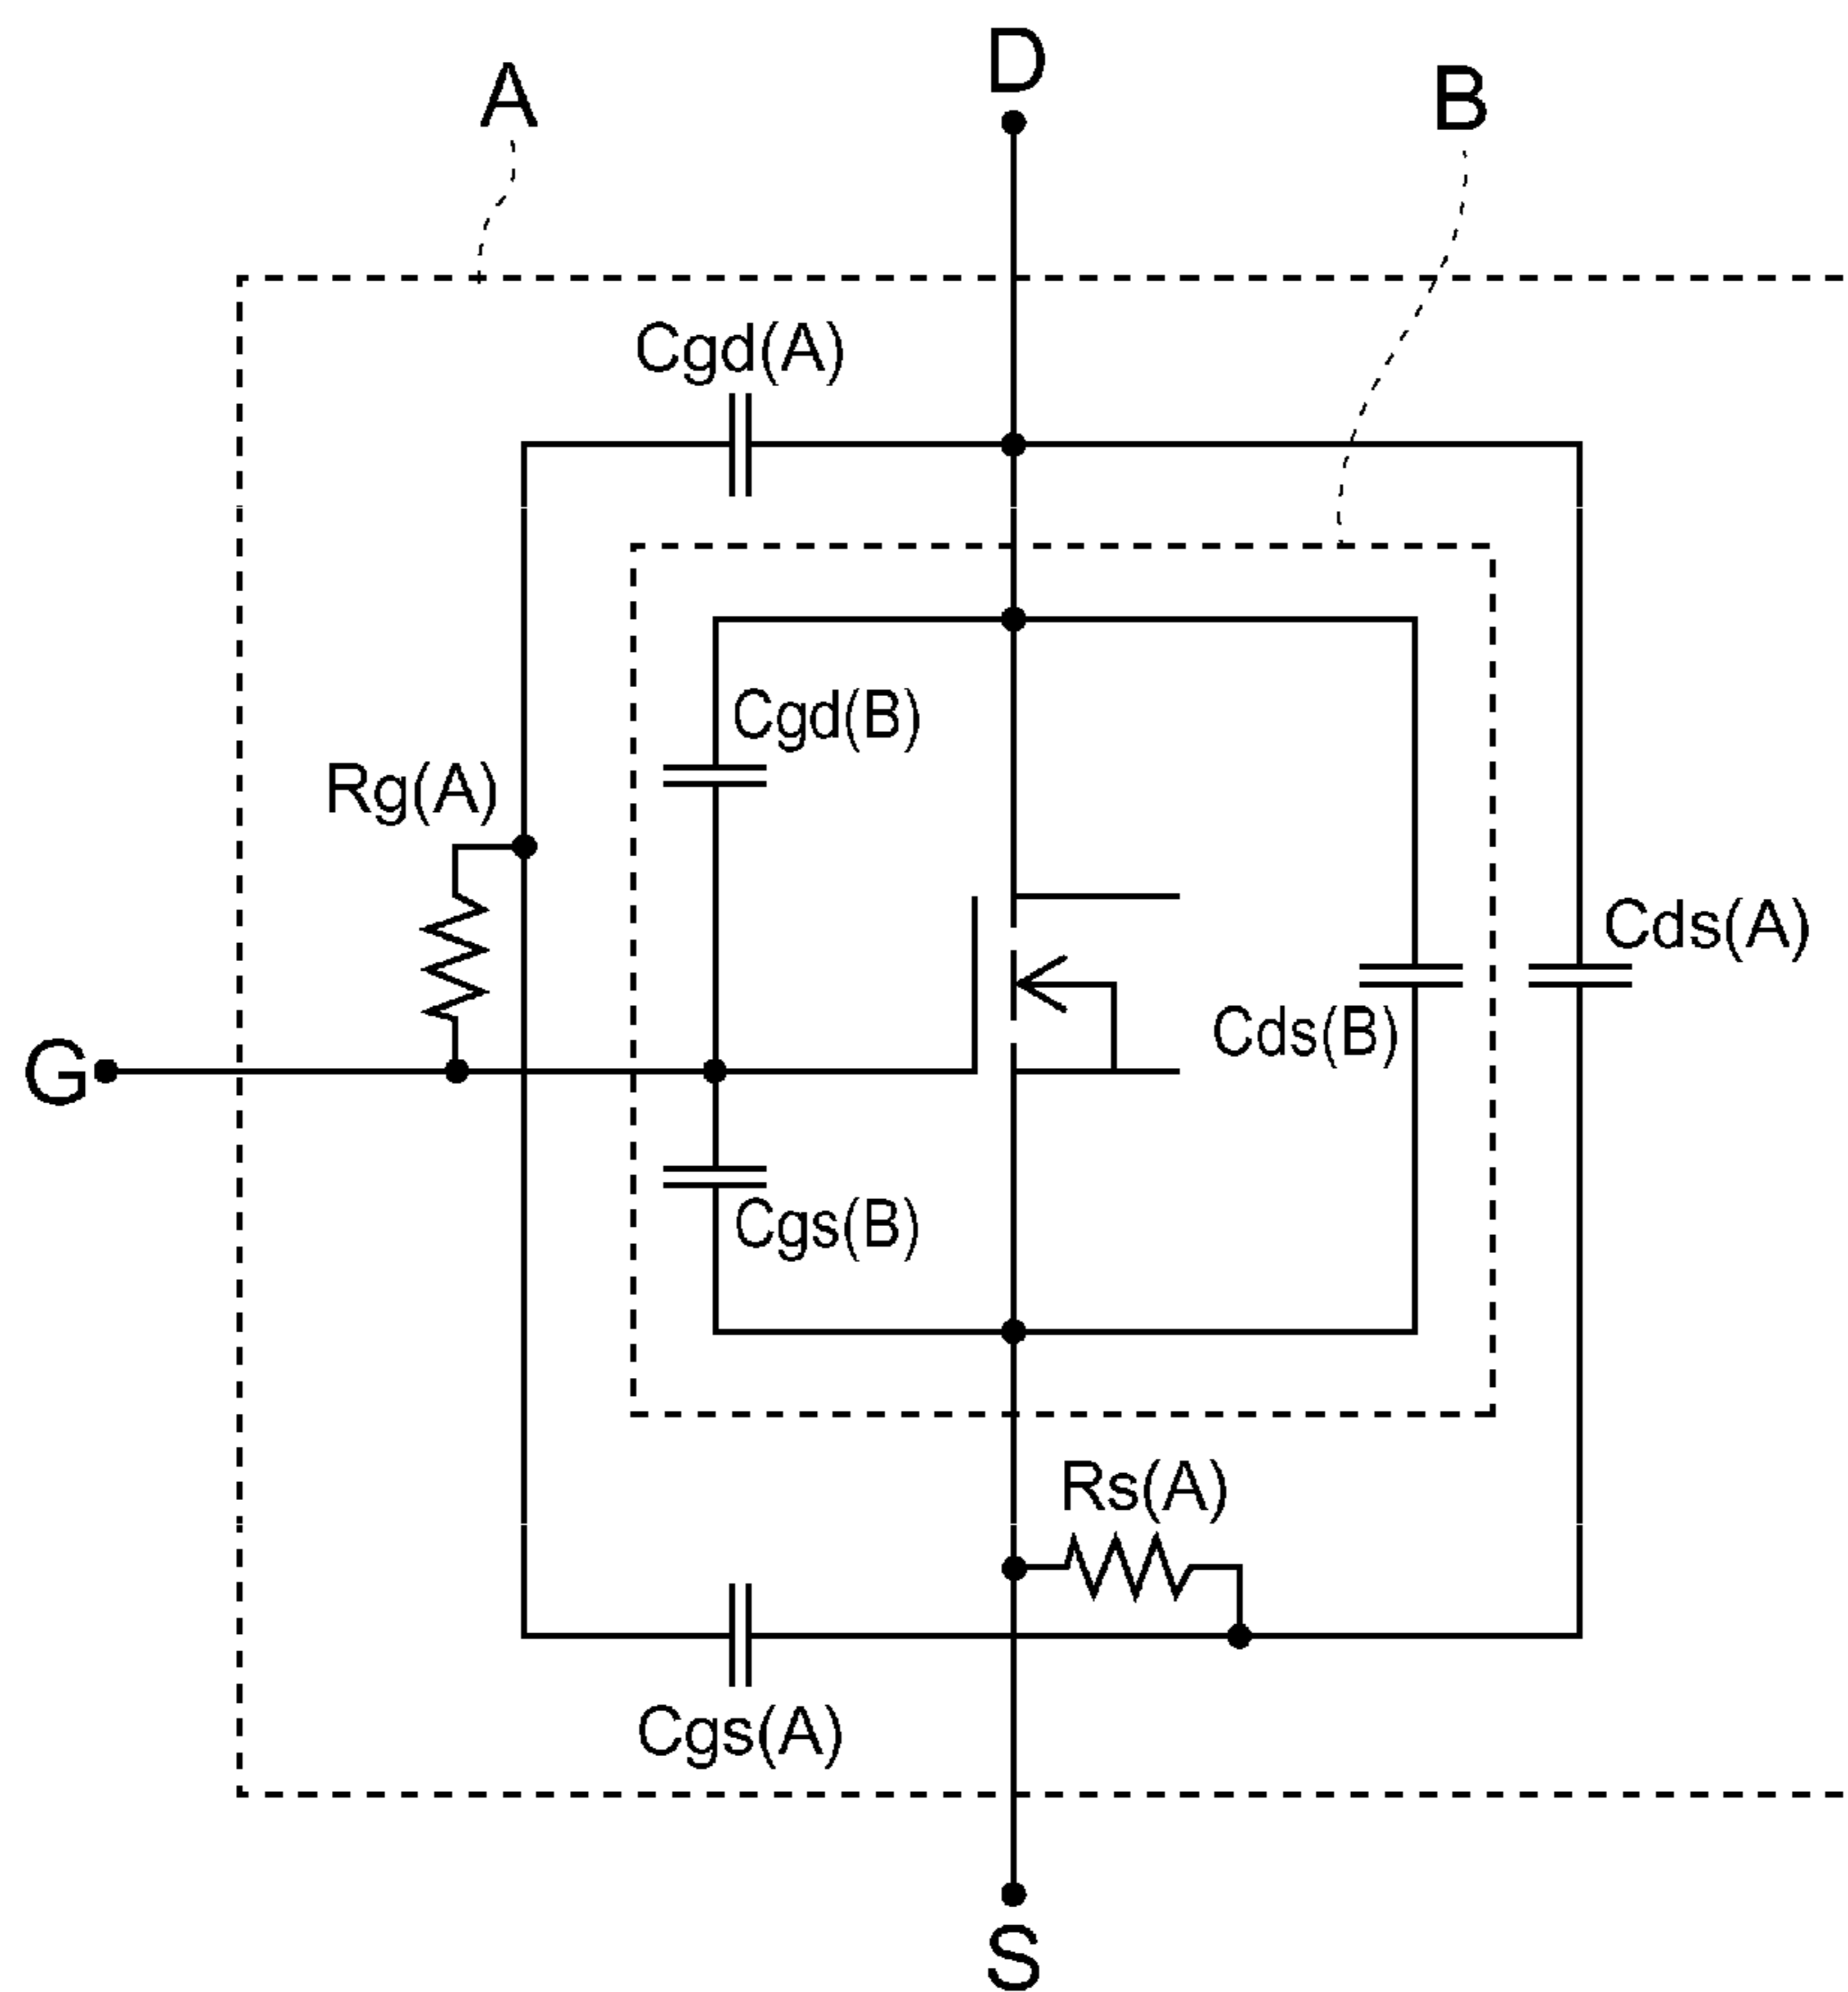 D
A
B
Cgd(A)
Cgd(B)
Rg(A)
Cds(A)
Cds(B)
G
Cgs(B)
Rs(A)
Cgs(A)
S